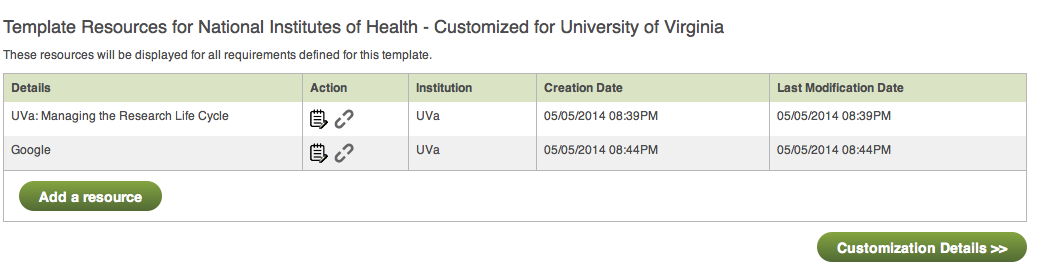 Template Resources for National Institutes of Health - Customized for University of Virginia
These resources will be displayed for all requirements defined for this template.
Details Action Institution Creation Date Last Modification Date
UVa: Managing the Research Life Cycle UVa 05/05/2014 08:39PM 05/05/2014 08:39PM
Google UVa 05/05/2014 08:44PM 05/05/2014 08:44PM
Add a resource
Customization Details >>